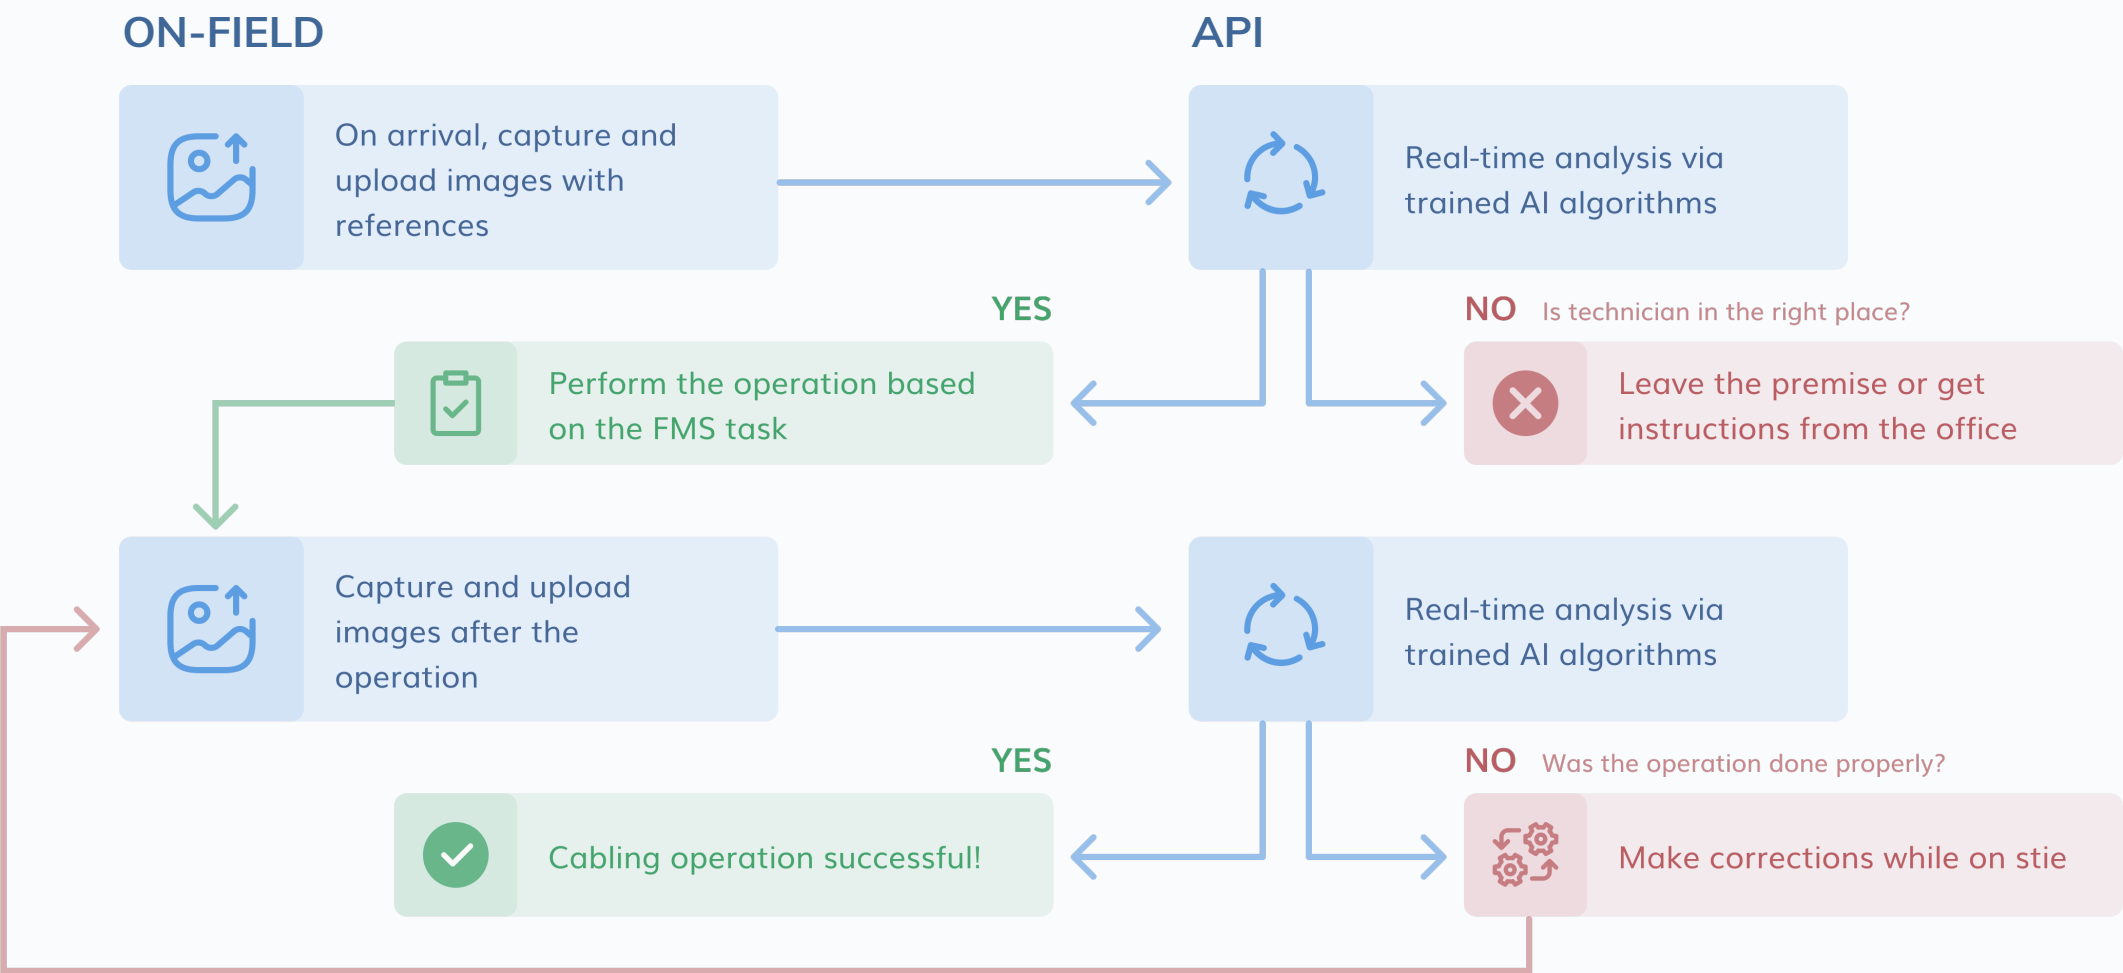 ON-FIELD
API
On arrival, capture and
upload images with
references
Real-time analysis via
trained AI algorithms
YES
NO Is technician in the right place?
Perform the operation based
on the FMS task
Leave the premise or get
instructions from the office
Capture and upload
images after the
operation
Real-time analysis via
trained AI algorithms
YES
NO Was the operation done properly?
Cabling operation successful!
Make corrections while on stie